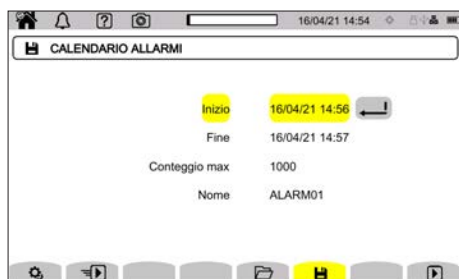 16/04/21 14:54
CALENDARIO ALLARMI
Inizio 16/04/21 14:56
Fine 16/04/21 14:57
Conteggio max 1000
Nome ALARM01